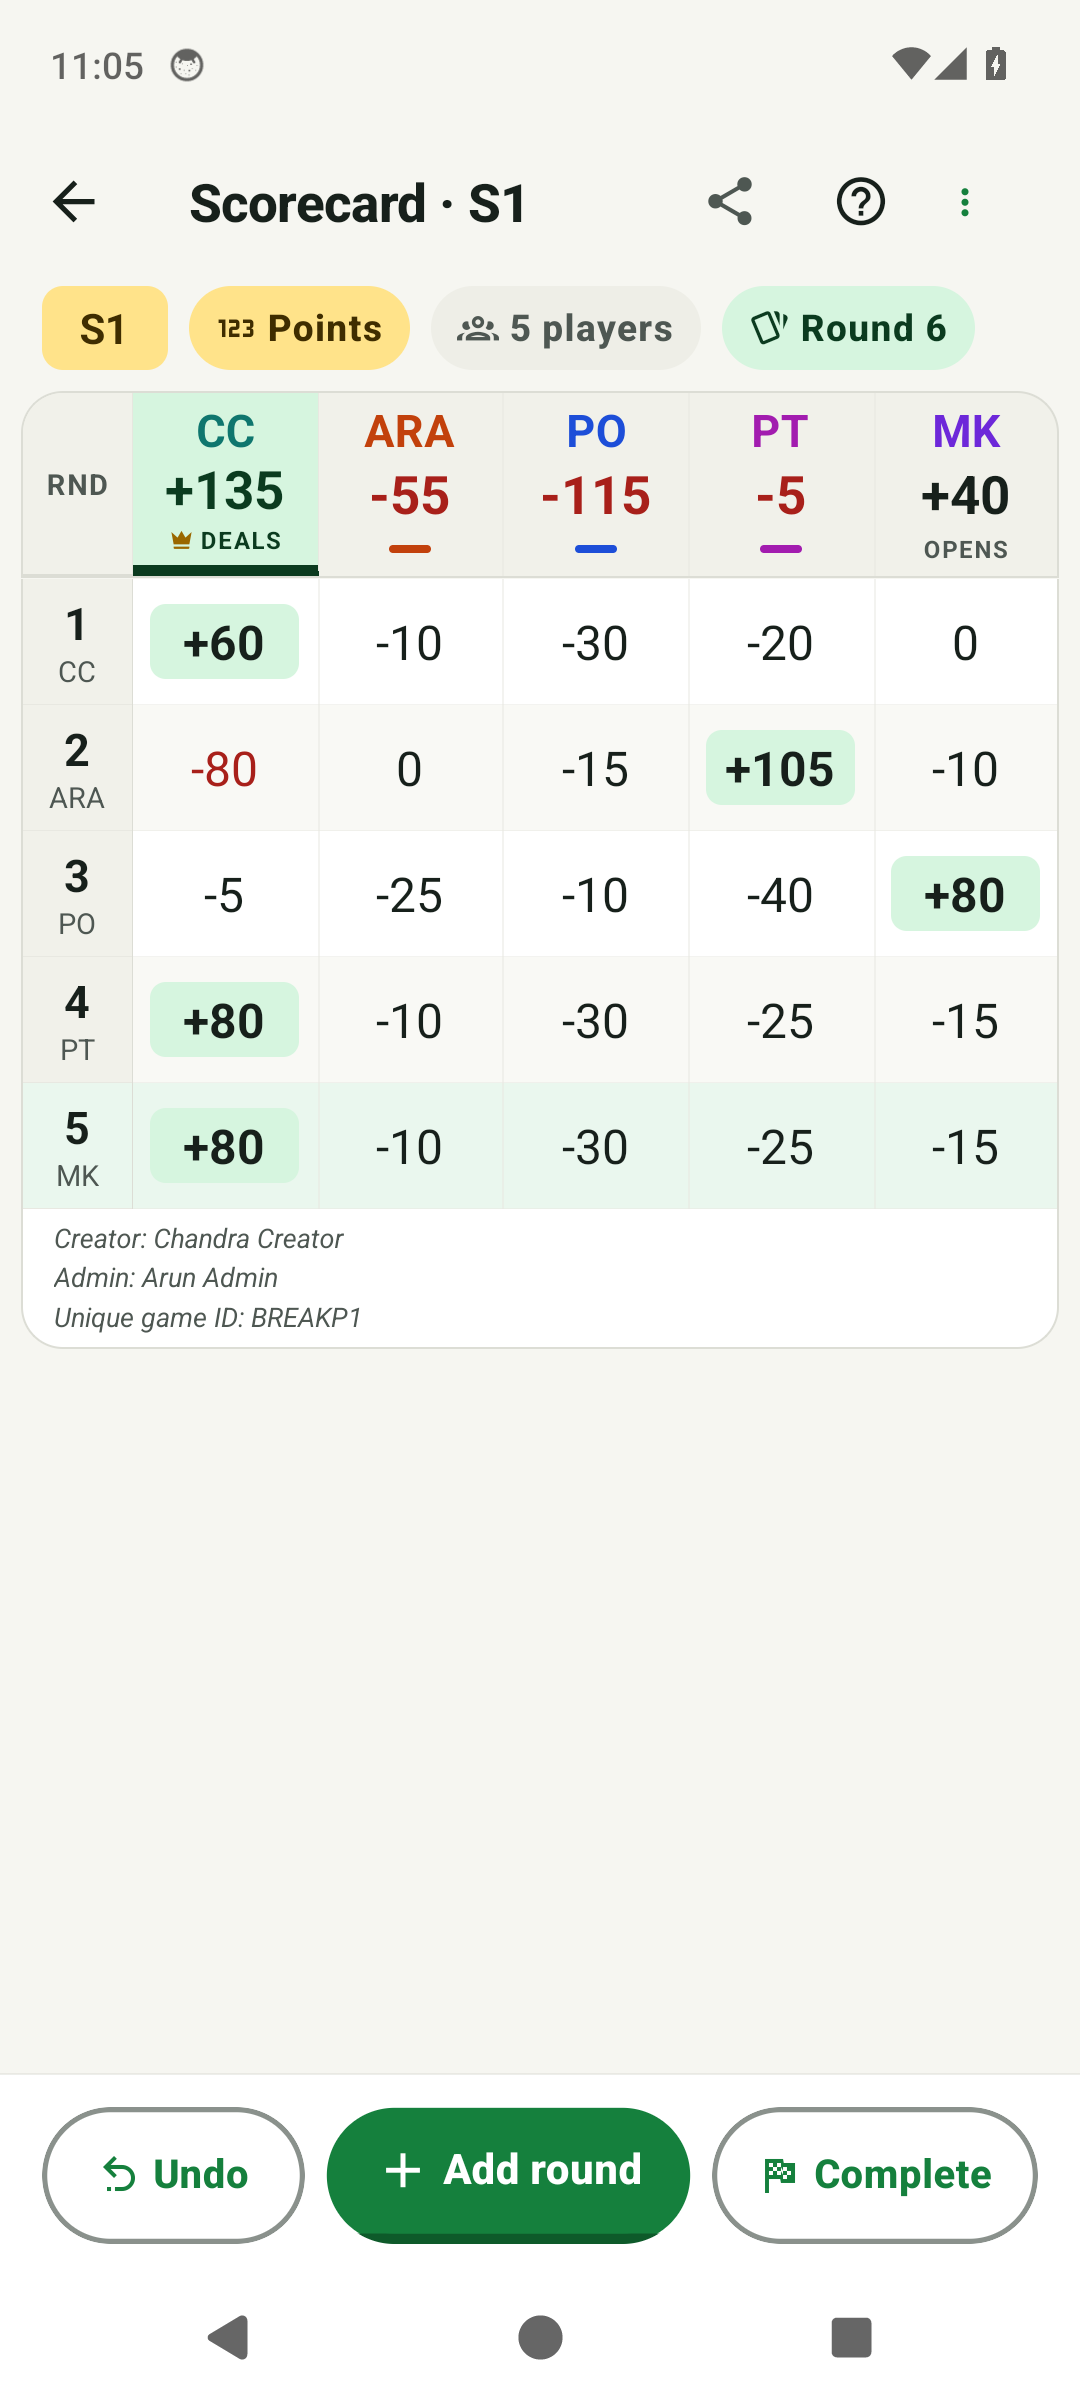 11:05
Scorecard · S1
S1 123 Points 5 players Round 6
RND CC ARA PO PT MK
+135 -55 -115 -5 +40
DEALS OPENS
1 +60 -10 -30 -20 0
CC
2 -80 0 -15 +105 -10
ARA
3 -5 -25 -10 -40 +80
PO
4 +80 -10 -30 -25 -15
PT
5 +80 -10 -30 -25 -15
MK
Creator: Chandra Creator
Admin: Arun Admin
Unique game ID: BREAKP1
Undo Add round Complete